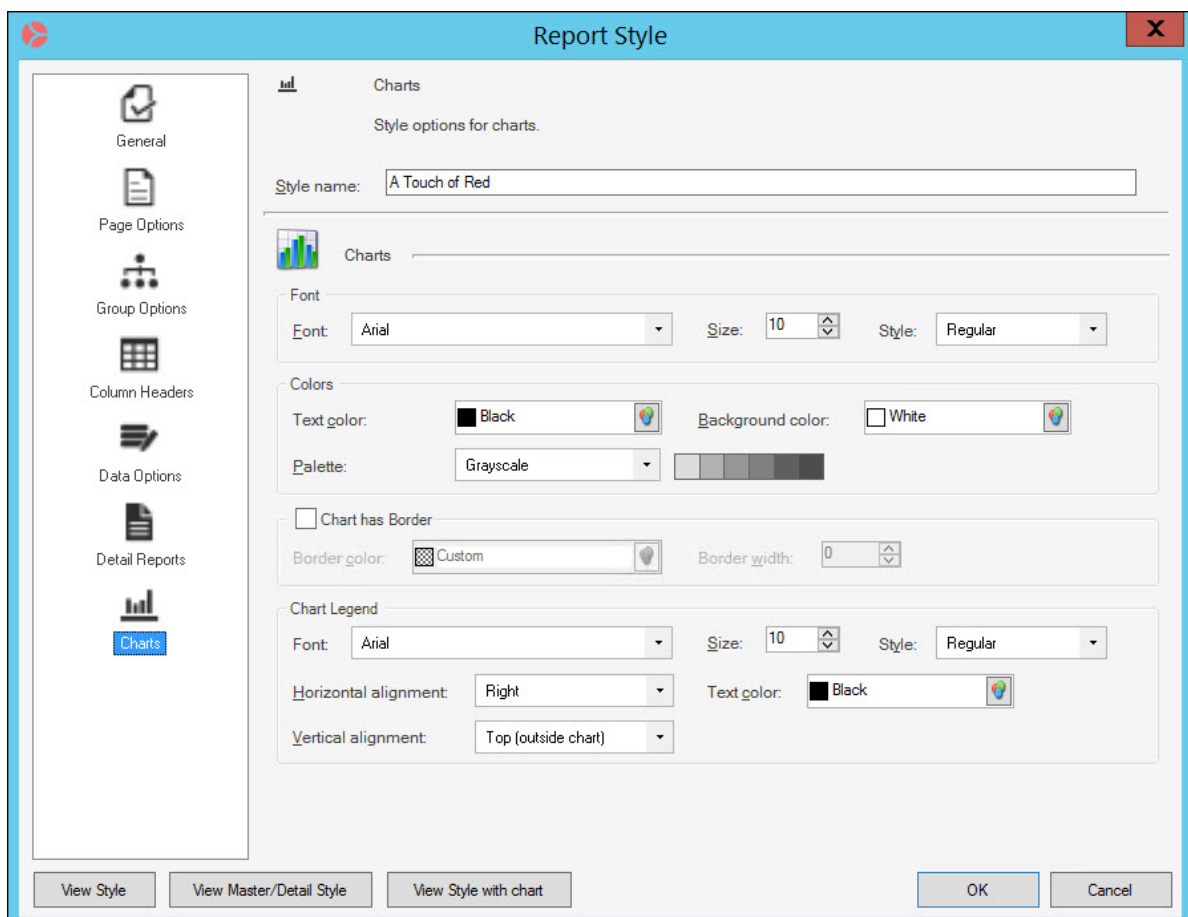 Report Style
X
General
Page Options
Group Options
Column Headers
Data Options
Detail Reports
Charts
Charts
Style options for charts.
Style name: A Touch of Red
Charts
Font
Font: Arial Size: 10 Style: Regular
Colors
Text color: Black Background color: White
Palette: Grayscale
Chart has Border
Border color: Custom Border width: 0
Chart Legend
Font: Arial Size: 10 Style: Regular
Horizontal alignment: Right Text color: Black
Vertical alignment: Top (outside chart)
View Style View Master/Detail Style View Style with chart OK Cancel